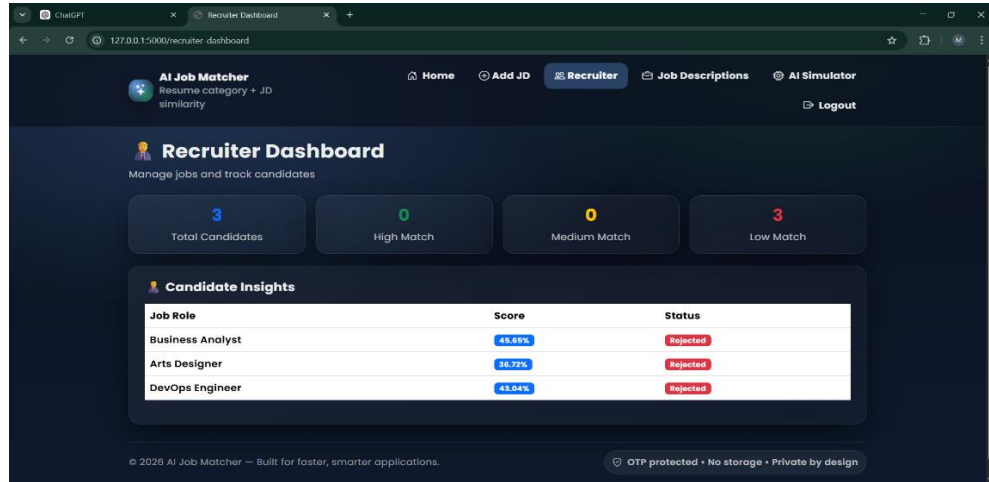 ChatGPT
Recruiter Dashboard
127.0.0.1:5000/recruiter-dashboard
M
AI Job Matcher
Resume category + JD
similarity
Home
Add JD
Recruiter
Job Descriptions
AI Simulator
Logout
Recruiter Dashboard
Manage jobs and track candidates
3
Total Candidates
0
High Match
0
Medium Match
3
Low Match
Candidate Insights
Job Role Score Status
Business Analyst 45.65% Rejected
Arts Designer 36.72% Rejected
DevOps Engineer 43.04% Rejected
© 2026 AI Job Matcher — Built for faster, smarter applications.
OTP protected • No storage • Private by design